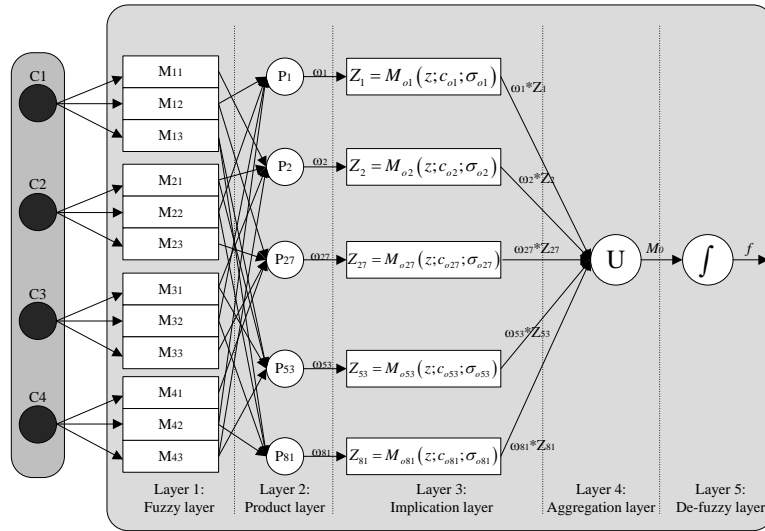 C1
C2
C3
C4
M11
M12
M13
M21
M22
M23
M31
M32
M33
M41
M42
M43
P1
P2
P27
P53
P81
ω1
ω2
ω27
ω53
ω81
Z₁ = Mₒ₁(z;cₒ₁;σₒ₁)
Z₂ = Mₒ₂(z;cₒ₂;σₒ₂)
Z₂₇ = Mₒ₂₇(z;cₒ₂₇;σₒ₂₇)
Z₅₃ = Mₒ₅₃(z;cₒ₅₃;σₒ₅₃)
Z₈₁ = Mₒ₈₁(z;cₒ₈₁;σₒ₈₁)
ω1*Z1
ω2*Z2
ω27*Z27
ω53*Z53
ω81*Z81
U
M0
∫
f
Layer 1:
Fuzzy layer
Layer 2:
Product layer
Layer 3:
Implication layer
Layer 4:
Aggregation layer
Layer 5:
De-fuzzy layer